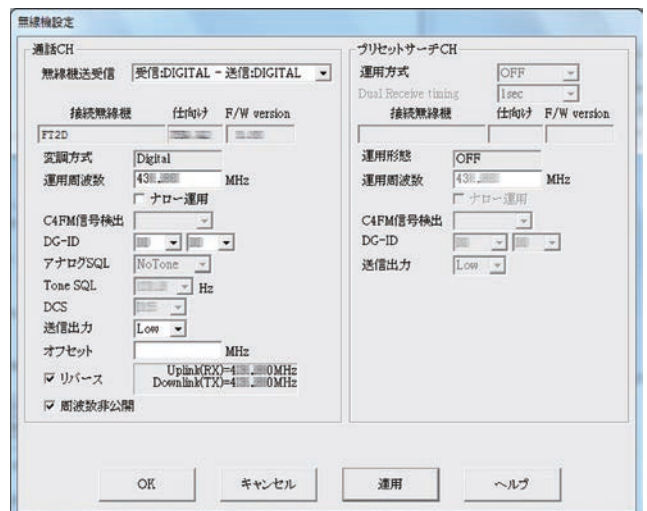 無線機設定
通話CH
無線機送受信 受信:DIGITAL - 送信:DIGITAL
接続無線機 仕向け F/W version
FT2D
変調方式 Digital
運用周波数 43 MHz
ナロー運用
C4FM信号検出
DG-ID
アナログSQL NoTone
Tone SQL Hz
DCS
送信出力 Low
オフセット MHz
リバース Uplink(RX)=4 0MHz
Downlink(TX)=4 0MHz
周波数非公開
プリセットサーチCH
運用方式 OFF
Dual Receive timing 1sec
接続無線機 仕向け F/W version
運用形態 OFF
運用周波数 43 MHz
ナロー運用
C4FM信号検出
DG-ID
送信出力 Low
OK キャンセル 運用 ヘルプ